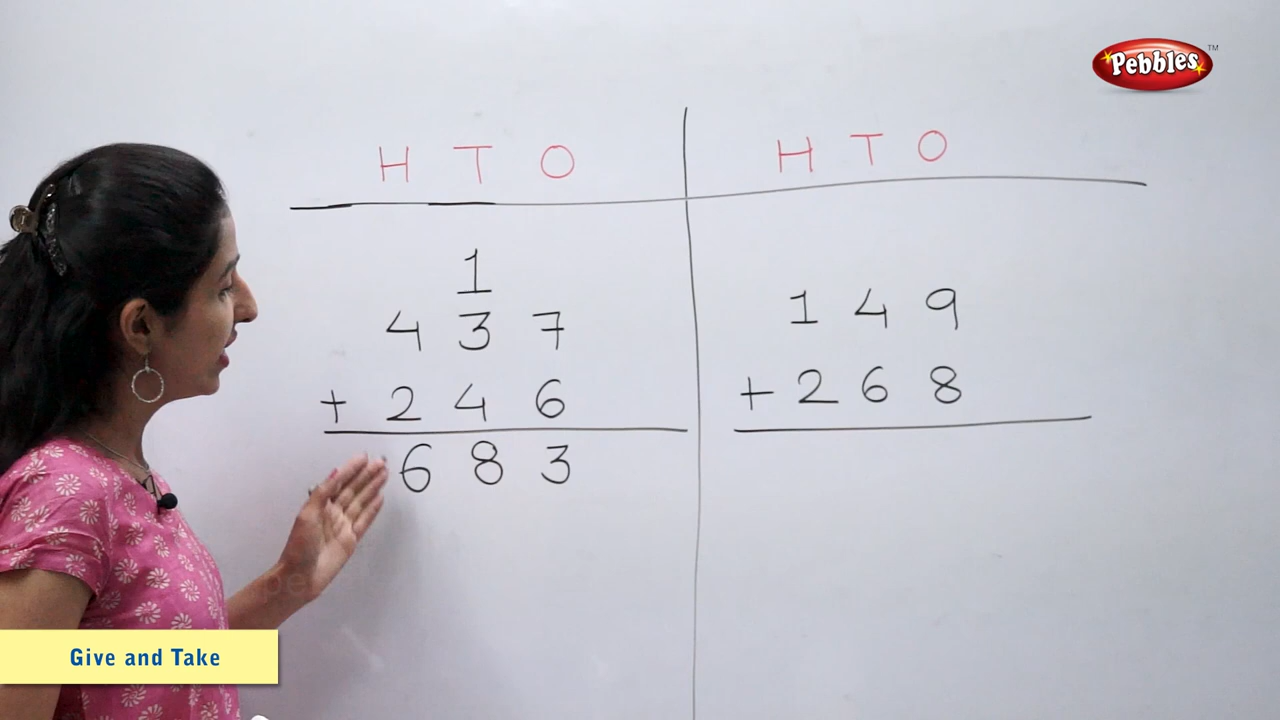 Pebbles™
H T O
1
4 3 7
+ 2 4 6
6 8 3
H T O
1 4 9
+ 2 6 8
Give and Take